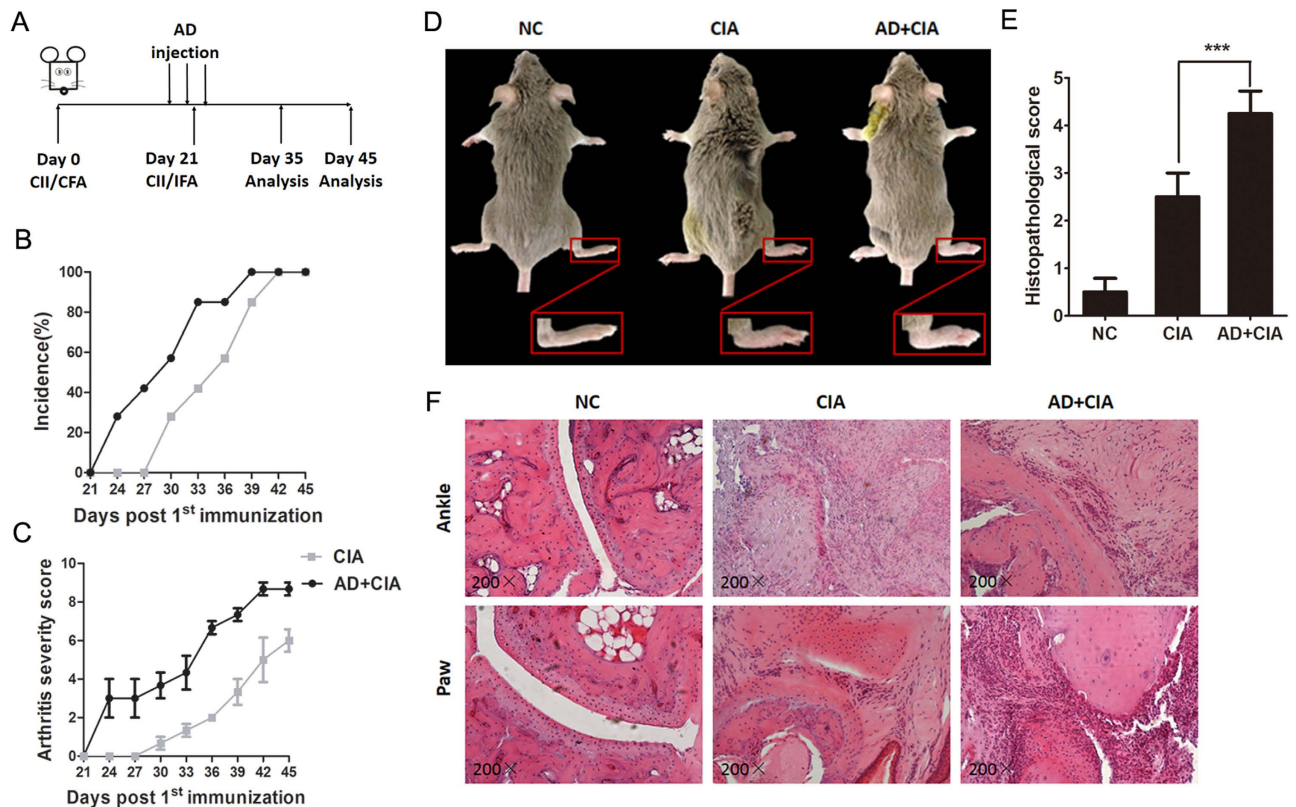 A
AD
injection
Day 0
CII/CFA
Day 21
CII/IFA
Day 35
Analysis
Day 45
Analysis
B
Incidence(%)
100
80
60
40
20
0
21 24 27 30 33 36 39 42 45
Days post 1st immunization
C
CIA
AD+CIA
Arthritis severity score
10
8
6
4
2
0
21 24 27 30 33 36 39 42 45
Days post 1st immunization
D
NC CIA AD+CIA
E
***
Histopathological score
5
4
3
2
1
0
NC CIA AD+CIA
F
NC CIA AD+CIA
Ankle
200× 200× 200×
Paw
200× 200× 200×